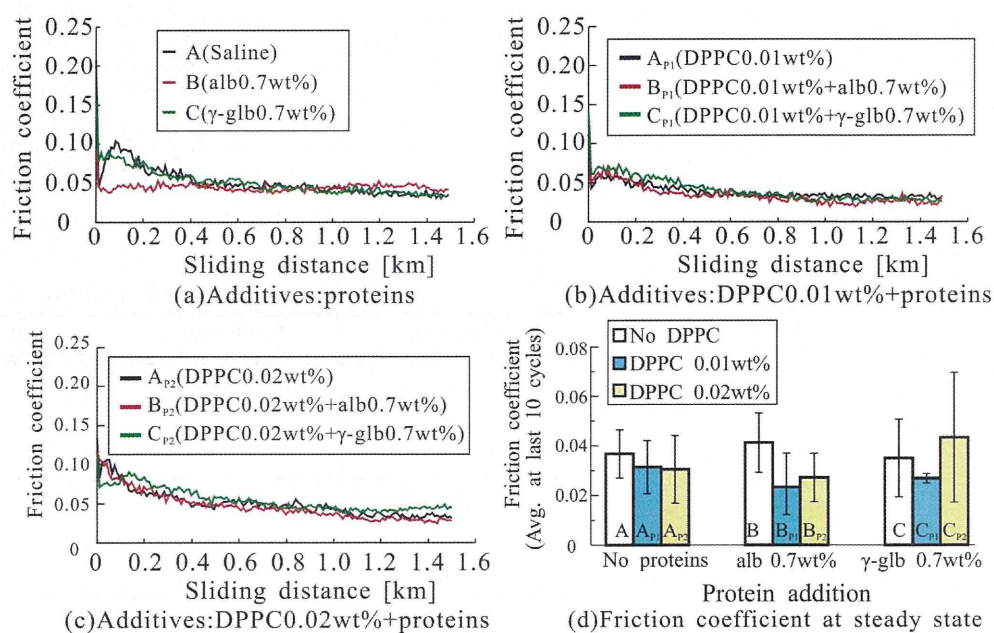 0.25
0.20
0.15
0.10
0.05
0
Friction coefficient
A(Saline)
B(alb0.7wt%)
C(γ-glb0.7wt%)
0 0.2 0.4 0.6 0.8 1.0 1.2 1.4 1.6
Sliding distance [km]
(a)Additives:proteins
0.25
0.20
0.15
0.10
0.05
0
Friction coefficient
AP1(DPPC0.01wt%)
BP1(DPPC0.01wt%+alb0.7wt%)
CP1(DPPC0.01wt%+γ-glb0.7wt%)
0 0.2 0.4 0.6 0.8 1.0 1.2 1.4 1.6
Sliding distance [km]
(b)Additives:DPPC0.01wt%+proteins
0.25
0.20
0.15
0.10
0.05
0
Friction coefficient
AP2(DPPC0.02wt%)
BP2(DPPC0.02wt%+alb0.7wt%)
CP2(DPPC0.02wt%+γ-glb0.7wt%)
0 0.2 0.4 0.6 0.8 1.0 1.2 1.4 1.6
Sliding distance [km]
(c)Additives:DPPC0.02wt%+proteins
0.08
0.06
0.04
0.02
0
Friction coefficient
(Avg. at last 10 cycles)
No DPPC
DPPC 0.01wt%
DPPC 0.02wt%
A AP1 AP2 B BP1 BP2 C CP1 CP2
No proteins alb 0.7wt% γ-glb 0.7wt%
Protein addition
(d)Friction coefficient at steady state